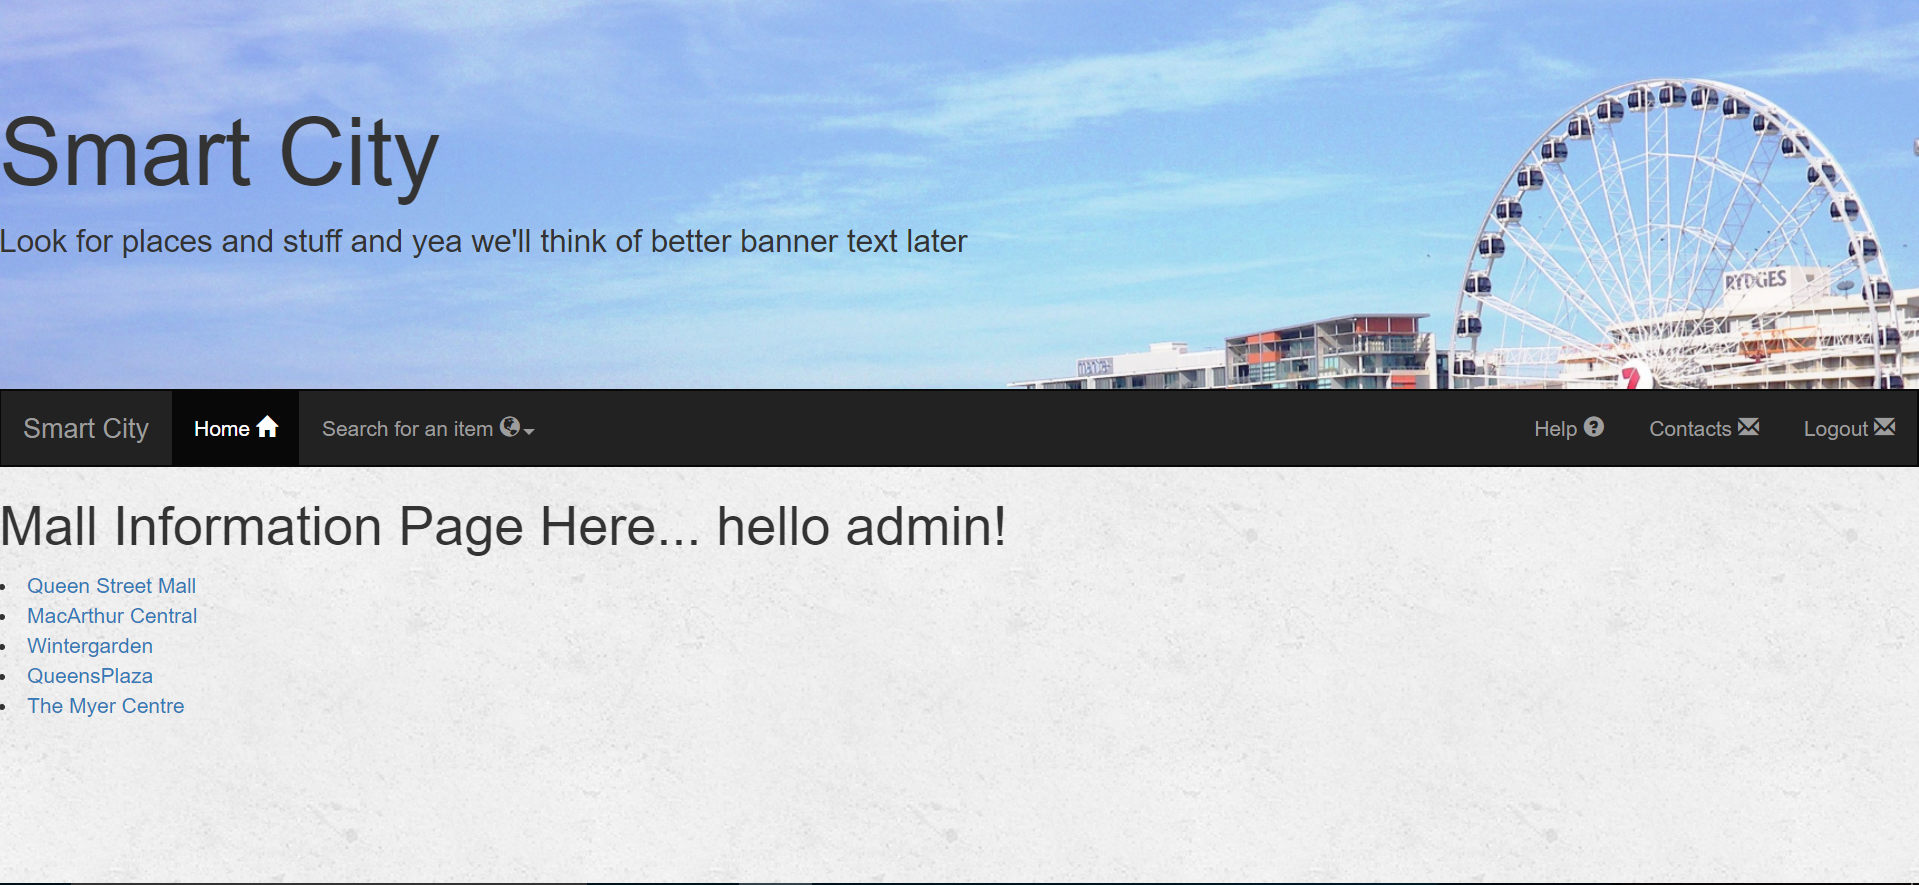 Smart City
Look for places and stuff and yea we'll think of better banner text later
RYDGES
Smart City Home Search for an item Help Contacts Logout
Mall Information Page Here... hello admin!
Queen Street Mall
MacArthur Central
Wintergarden
QueensPlaza
The Myer Centre